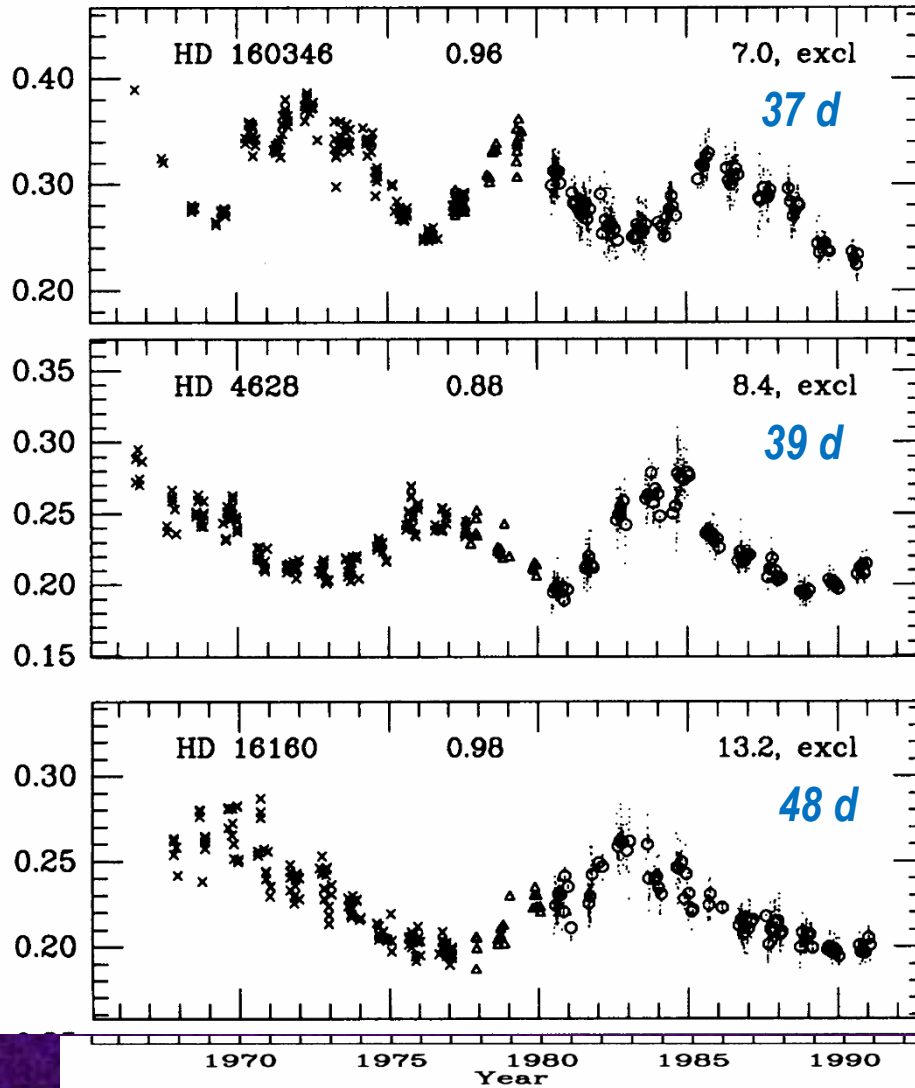 HD 160346 0.96 7.0, excl
0.40
37 d
0.30
0.20
0.35
HD 4628 0.88 8.4, excl
0.30
39 d
0.25
0.20
0.15
HD 16160 0.98 13.2, excl
0.30
48 d
0.25
0.20
1970 1975 1980 1985 1990
Year